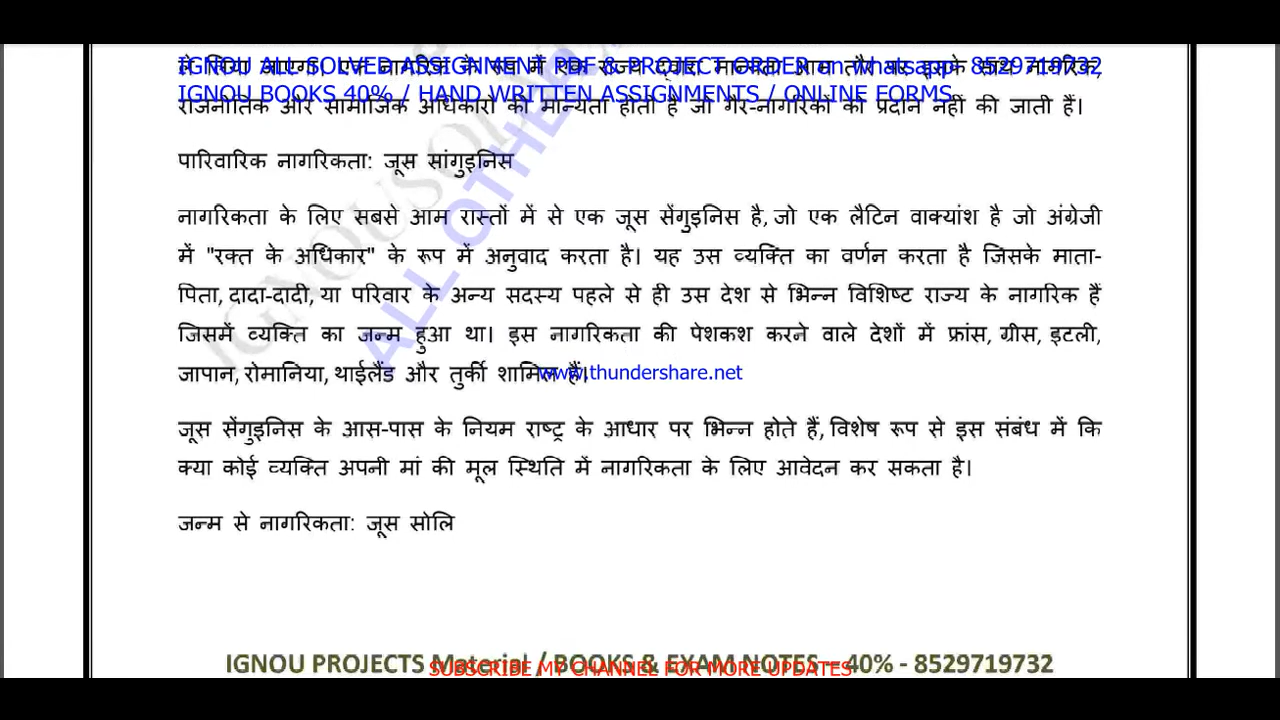 IGNOU ALL SOLVED ASSIGNMENT PDF & PROJECT ORDER on whatsapp- 8529719732
IGNOU BOOKS 40% / HAND WRITTEN ASSIGNMENTS / ONLINE FORMS
राजनीतिक और सामाजिक अधिकारों की मान्यता होती है जो गैर-नागरिकों को प्रदान नहीं की जाती हैं।
पारिवारिक नागरिकता: जूस सांगुइनिस
नागरिकता के लिए सबसे आम रास्तों में से एक जूस सेंगुइनिस है, जो एक लैटिन वाक्यांश है जो अंग्रेजी
में "रक्त के अधिकार" के रूप में अनुवाद करता है। यह उस व्यक्ति का वर्णन करता है जिसके माता-
पिता, दादा-दादी, या परिवार के अन्य सदस्य पहले से ही उस देश से भिन्न विशिष्ट राज्य के नागरिक हैं
जिसमें व्यक्ति का जन्म हुआ था। इस नागरिकता की पेशकश करने वाले देशों में फ्रांस, ग्रीस, इटली,
जापान, रोमानिया, थाईलैंड और तुर्की शामिल हैं।
www.thundershare.net
जूस सेंगुइनिस के आस-पास के नियम राष्ट्र के आधार पर भिन्न होते हैं, विशेष रूप से इस संबंध में कि
क्या कोई व्यक्ति अपनी मां की मूल स्थिति में नागरिकता के लिए आवेदन कर सकता है।
जन्म से नागरिकता: जूस सोलि
IGNOU PROJECTS Material / BOOKS & EXAM NOTES – 40% - 8529719732
SUBSCRIBE MY CHANNEL FOR MORE UPDATES
ALL OTHER